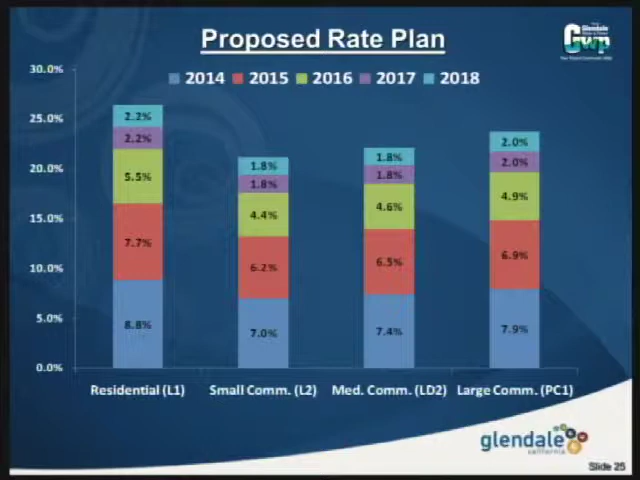 Proposed Rate Plan
Glendale
GWP
2014 2015 2016 2017 2018
30.0%
25.0%
20.0%
15.0%
10.0%
5.0%
0.0%
2.2% 1.8% 1.8% 2.0%
2.2% 1.8% 1.8% 2.0%
5.5% 4.4% 4.6% 4.9%
7.7% 6.2% 6.5% 6.9%
8.8% 7.0% 7.4% 7.9%
Residential (L1) Small Comm. (L2) Med. Comm. (LD2) Large Comm. (PC1)
glendale
california
Slide 25